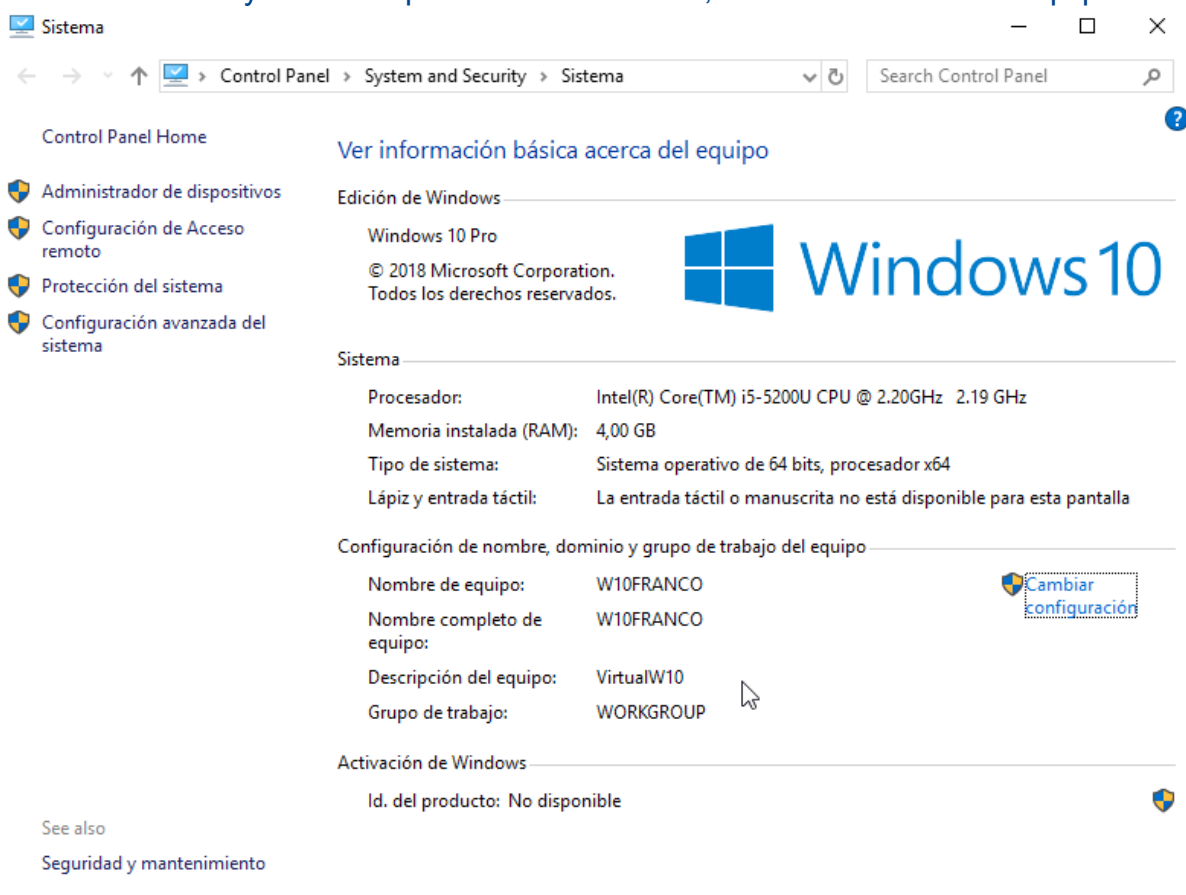 Sistema
Control Panel > System and Security > Sistema
Search Control Panel
?
Control Panel Home
Administrador de dispositivos
Configuración de Acceso
remoto
Protección del sistema
Configuración avanzada del
sistema
Ver información básica acerca del equipo
Edición de Windows
Windows 10 Pro
© 2018 Microsoft Corporation.
Todos los derechos reservados.
Windows 10
Sistema
Procesador: Intel(R) Core(TM) i5-5200U CPU @ 2.20GHz 2.19 GHz
Memoria instalada (RAM): 4,00 GB
Tipo de sistema: Sistema operativo de 64 bits, procesador x64
Lápiz y entrada táctil: La entrada táctil o manuscrita no está disponible para esta pantalla
Configuración de nombre, dominio y grupo de trabajo del equipo
Nombre de equipo: W10FRANCO
Cambiar
configuración
Nombre completo de
equipo: W10FRANCO
Descripción del equipo: VirtualW10
Grupo de trabajo: WORKGROUP
Activación de Windows
Id. del producto: No disponible
See also
Seguridad y mantenimiento